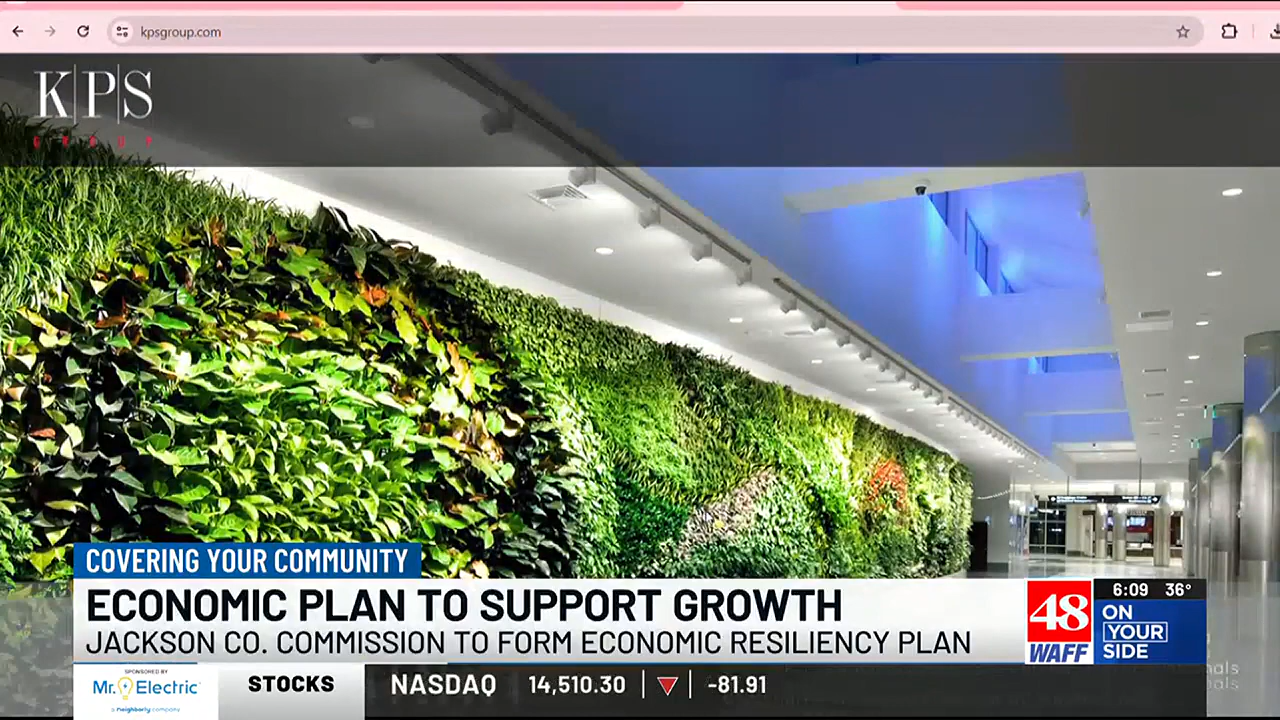 kpsgroup.com
K|P|S
GROUP
COVERING YOUR COMMUNITY
ECONOMIC PLAN TO SUPPORT GROWTH
JACKSON CO. COMMISSION TO FORM ECONOMIC RESILIENCY PLAN
48
WAFF
6:09 36°
ON
YOUR
SIDE
SPONSORED BY
Mr. Electric
a neighborly company
STOCKS
NASDAQ 14,510.30 -81.91